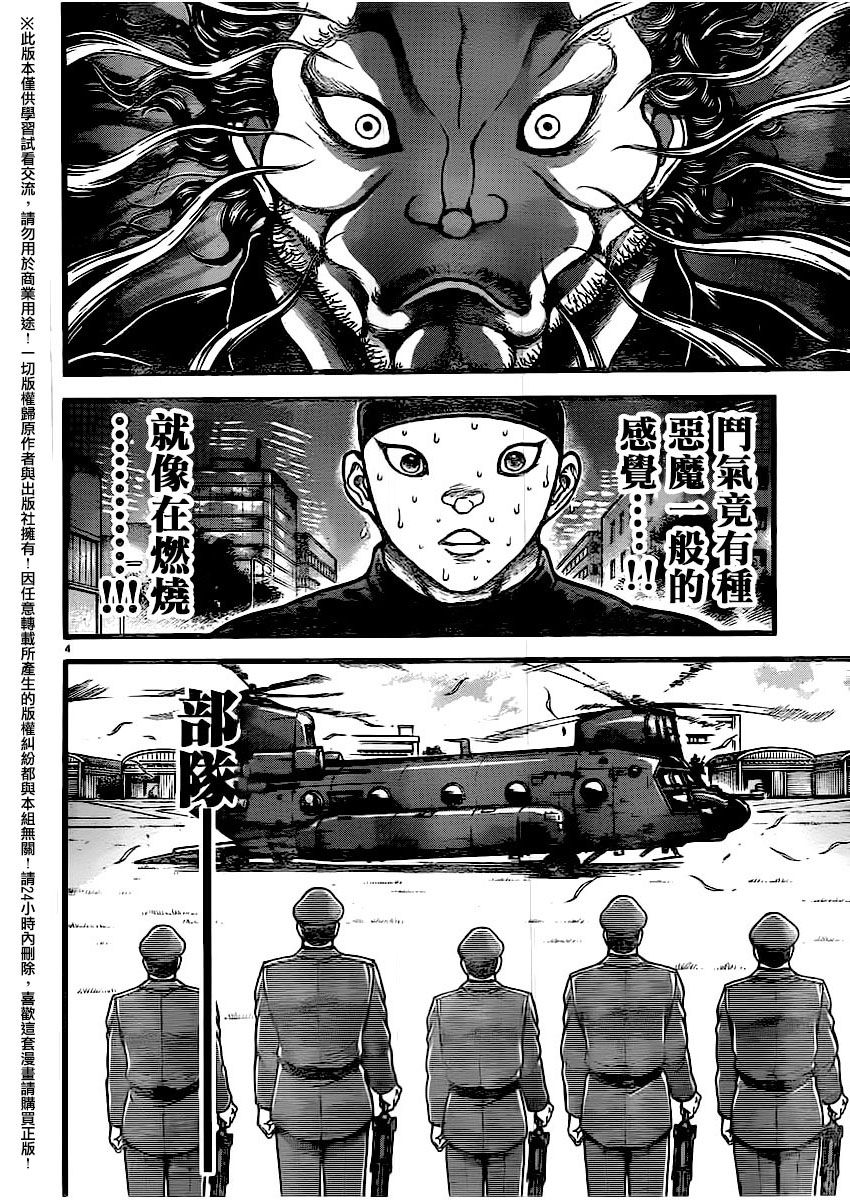 鬥氣竟有種
惡魔一般的
感覺……!!
就像在燃燒
…………!!!
4
部隊——
※此版本僅供學習試看交流，請勿用於商業用途！一切版權歸原作者與出版社擁有！因任意轉載所產生的版權糾紛都與本組無關！請24小時內刪除，喜歡這套漫畫請購買正版！